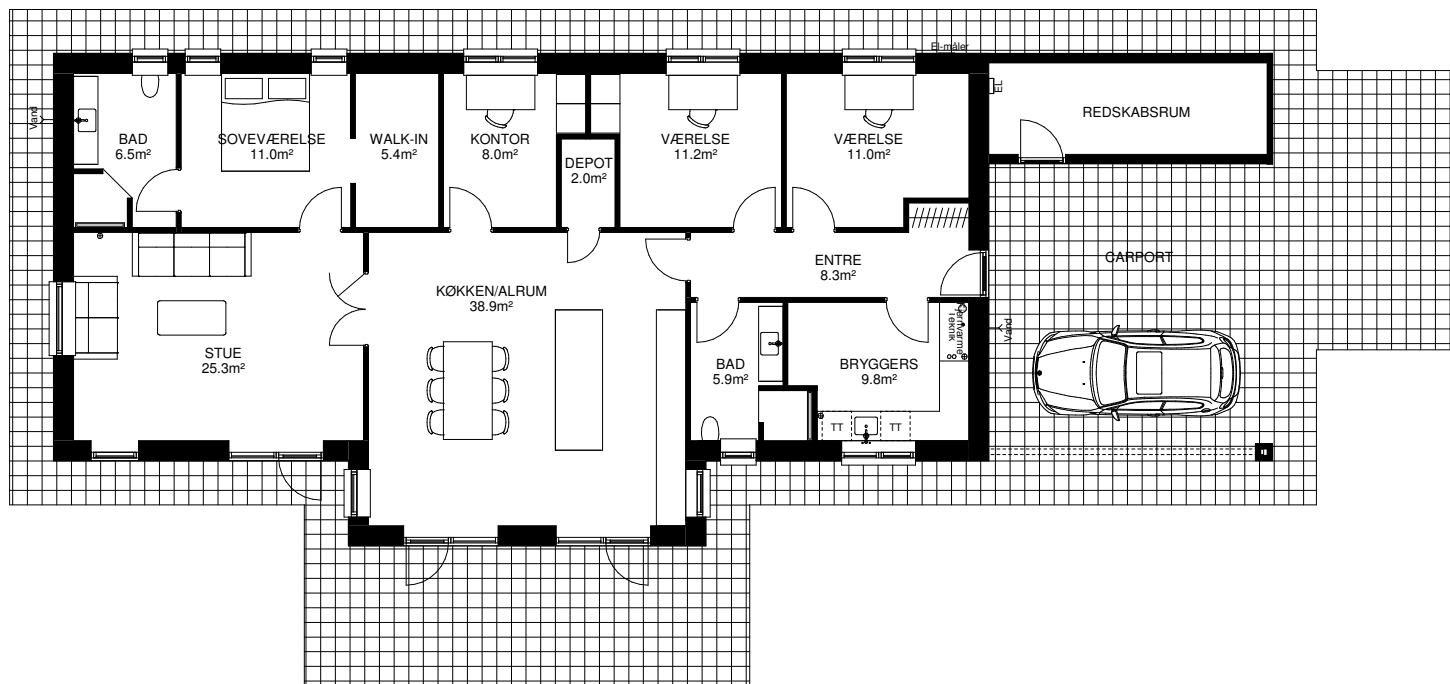 El-måler
EL
Vand
BAD
6.5m²
SOVEVÆRELSE
11.0m²
WALK-IN
5.4m²
KONTOR
8.0m²
DEPOT
2.0m²
VÆRELSE
11.2m²
VÆRELSE
11.0m²
REDSKABSRUM
STUE
25.3m²
KØKKEN/ALRUM
38.9m²
ENTRE
8.3m²
CARPORT
BAD
5.9m²
BRYGGERS
9.8m²
Teknik
Vand
TT
TT